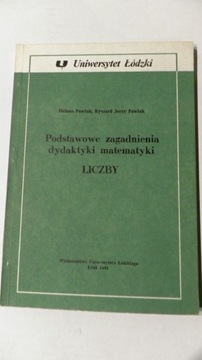 U Uniwersytet Łódzki
Helena Pawlak, Ryszard Jerzy Pawlak
Podstawowe zagadnienia
dydaktyki matematyki
LICZBY
Wydawnictwo Uniwersytetu Łódzkiego
Łódź